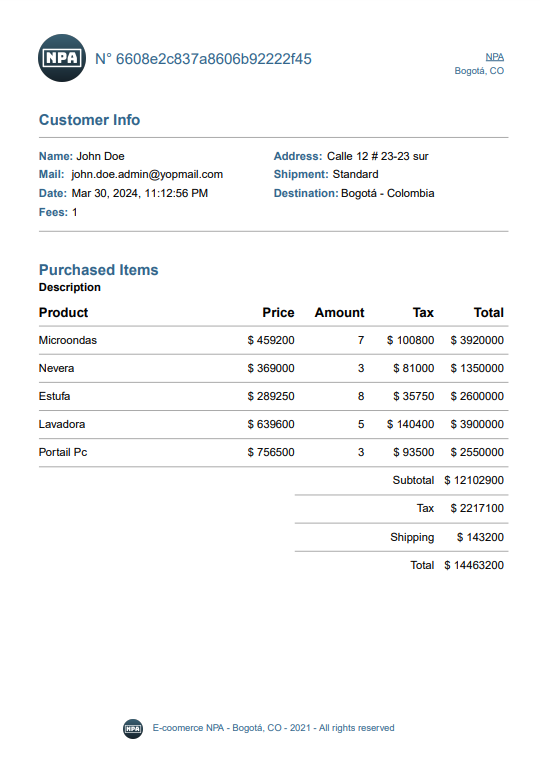 NPA
N° 6608e2c837a8606b92222f45
NPA
Bogotá, CO
Customer Info
Name: John Doe
Address: Calle 12 # 23-23 sur
Mail: john.doe.admin@yopmail.com
Shipment: Standard
Date: Mar 30, 2024, 11:12:56 PM
Destination: Bogotá - Colombia
Fees: 1
Purchased Items
Description
Product Price Amount Tax Total
Microondas $ 459200 7 $ 100800 $ 3920000
Nevera $ 369000 3 $ 81000 $ 1350000
Estufa $ 289250 8 $ 35750 $ 2600000
Lavadora $ 639600 5 $ 140400 $ 3900000
Portail Pc $ 756500 3 $ 93500 $ 2550000
Subtotal $ 12102900
Tax $ 2217100
Shipping $ 143200
Total $ 14463200
NPA E-coomerce NPA - Bogotá, CO - 2021 - All rights reserved